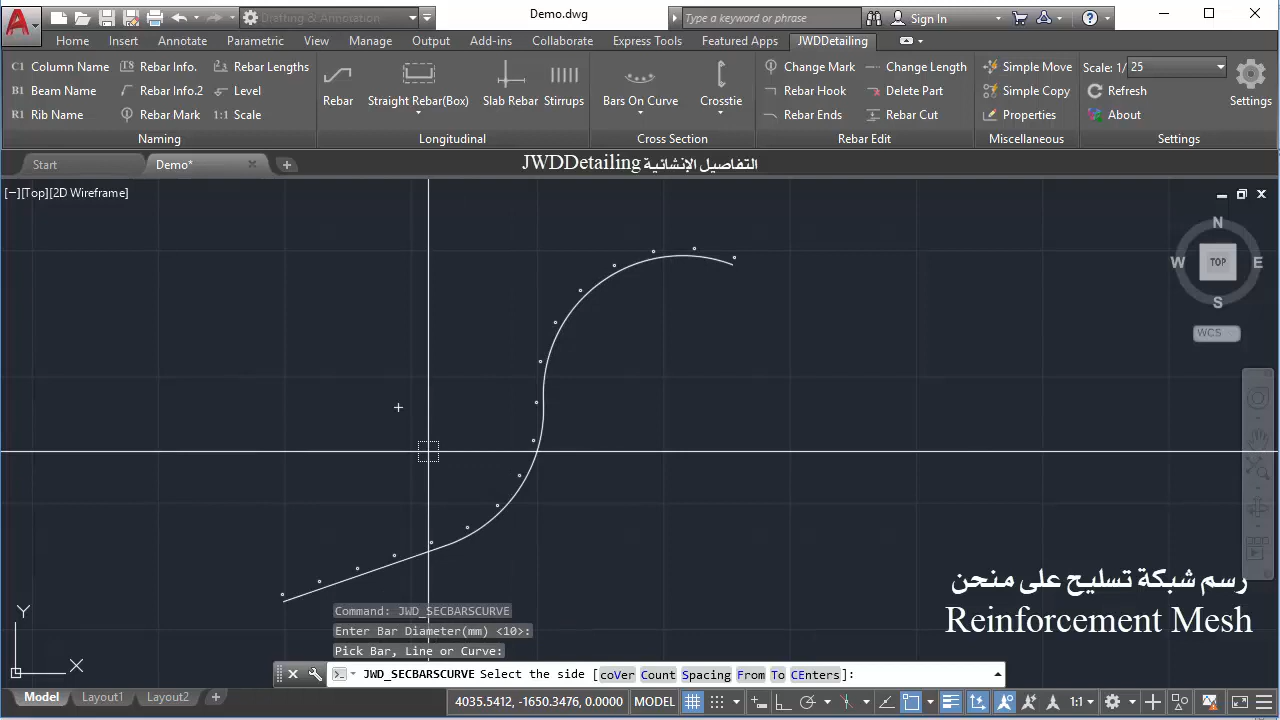 Drafting & Annotation
Demo.dwg
Type a keyword or phrase
Sign In
Home Insert Annotate Parametric View Manage Output Add-ins Collaborate Express Tools Featured Apps JWDDetailing
C1 Column Name
T8 Rebar Info.
Rebar Lengths
B1 Beam Name
Rebar Info.2
Level
R1 Rib Name
Rebar Mark
1:1 Scale
Naming
Rebar
Straight Rebar(Box)
Slab Rebar
Stirrups
Longitudinal
Bars On Curve
Crosstie
Cross Section
Change Mark
Change Length
Rebar Hook
Delete Part
Rebar Ends
Rebar Cut
Rebar Edit
Simple Move
Simple Copy
Properties
Miscellaneous
Scale: 1/ 25
Refresh
About
Settings
Settings
Start
Demo*
JWDDetailing التفاصيل الإنشائية
[−][Top][2D Wireframe]
N
W TOP E
S
WCS
رسم شبكة تسليح على منحن
Reinforcement Mesh
Y
X
Command: JWD_SECBARSCURVE
Enter Bar Diameter(mm) <10>:
Pick Bar, Line or Curve:
JWD_SECBARSCURVE Select the side [coVer Count Spacing From To CEnters]:
Model Layout1 Layout2
4035.5412, -1650.3476, 0.0000 MODEL
1:1